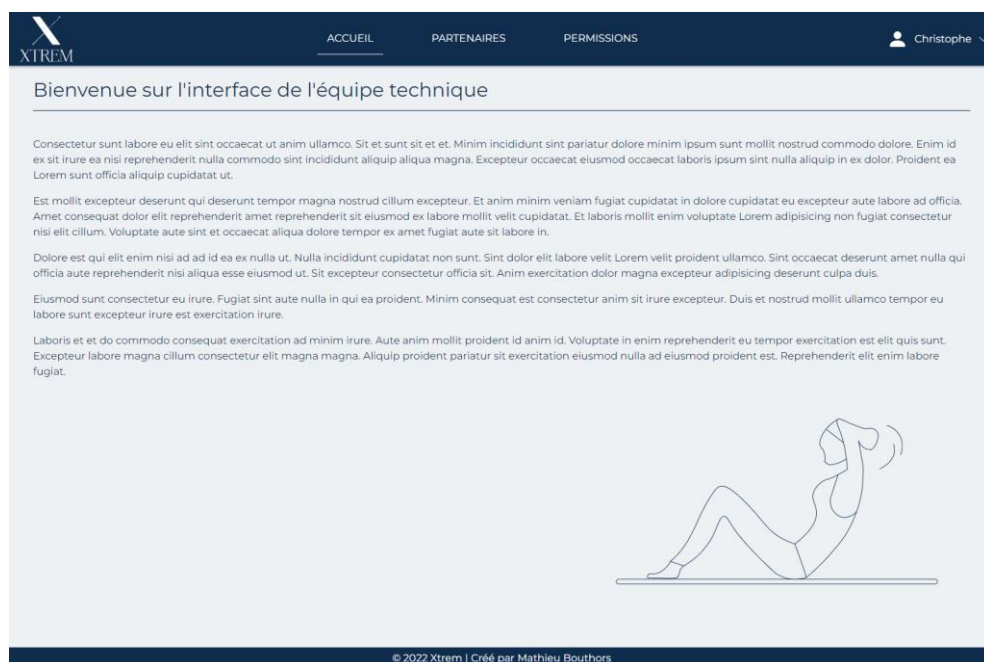 XTREM
ACCUEIL
PARTENAIRES
PERMISSIONS
Christophe
Bienvenue sur l'interface de l'équipe technique
Consectetur sunt labore eu elit sint occaecat ut anim ullamco. Sit et sunt sit et et. Minim incididunt sint pariatur dolore minim ipsum sunt mollit nostrud commodo dolore. Enim id
ex sit irure ea nisi reprehenderit nulla commodo sint incididunt aliquip aliqua magna. Excepteur occaecat eiusmod occaecat laboris ipsum sint nulla aliquip in ex dolor. Proident ea
Lorem sunt officia aliquip cupidatat ut.
Est mollit excepteur deserunt qui deserunt tempor magna nostrud cillum excepteur. Et anim minim veniam fugiat cupidatat in dolore cupidatat eu excepteur aute labore ad officia.
Amet consequat dolor elit reprehenderit amet reprehenderit sit eiusmod ex labore mollit velit cupidatat. Et laboris mollit enim voluptate Lorem adipisicing non fugiat consectetur
nisi elit cillum. Voluptate aute sint et occaecat aliqua dolore tempor ex amet fugiat aute sit labore in.
Dolore est qui elit enim nisi ad ad id ea ex nulla ut. Nulla incididunt cupidatat non sunt. Sint dolor elit labore velit Lorem velit proident ullamco. Sint occaecat deserunt amet nulla qui
officia aute reprehenderit nisi aliqua esse eiusmod ut. Sit excepteur consectetur officia sit. Anim exercitation dolor magna excepteur adipisicing deserunt culpa duis.
Eiusmod sunt consectetur eu irure. Fugiat sint aute nulla in qui ea proident. Minim consequat est consectetur anim sit irure excepteur. Duis et nostrud mollit ullamco tempor eu
labore sunt excepteur irure est exercitation irure.
Laboris et et do commodo consequat exercitation ad minim irure. Aute anim mollit proident id anim id. Voluptate in enim reprehenderit eu tempor exercitation est elit quis sunt.
Excepteur labore magna cillum consectetur elit magna magna. Aliquip proident pariatur sit exercitation eiusmod nulla ad eiusmod proident est. Reprehenderit elit enim labore
fugiat.
© 2022 Xtrem | Créé par Mathieu Bouthors